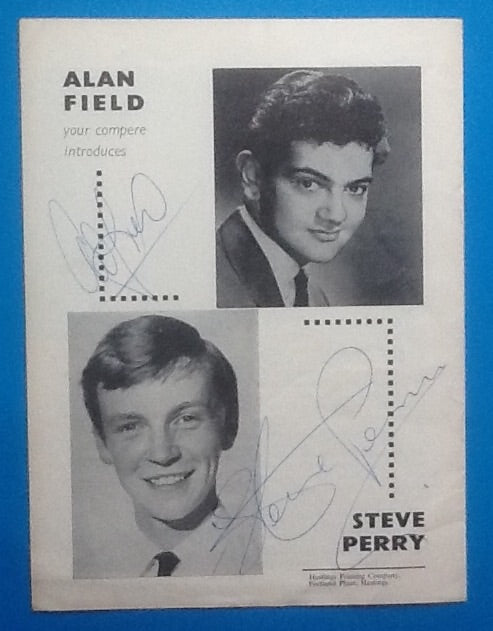 ALAN
FIELD
your compere
introduces
Steve Perry
STEVE
PERRY
Hastings Printing Company,
Portland Place, Hastings.